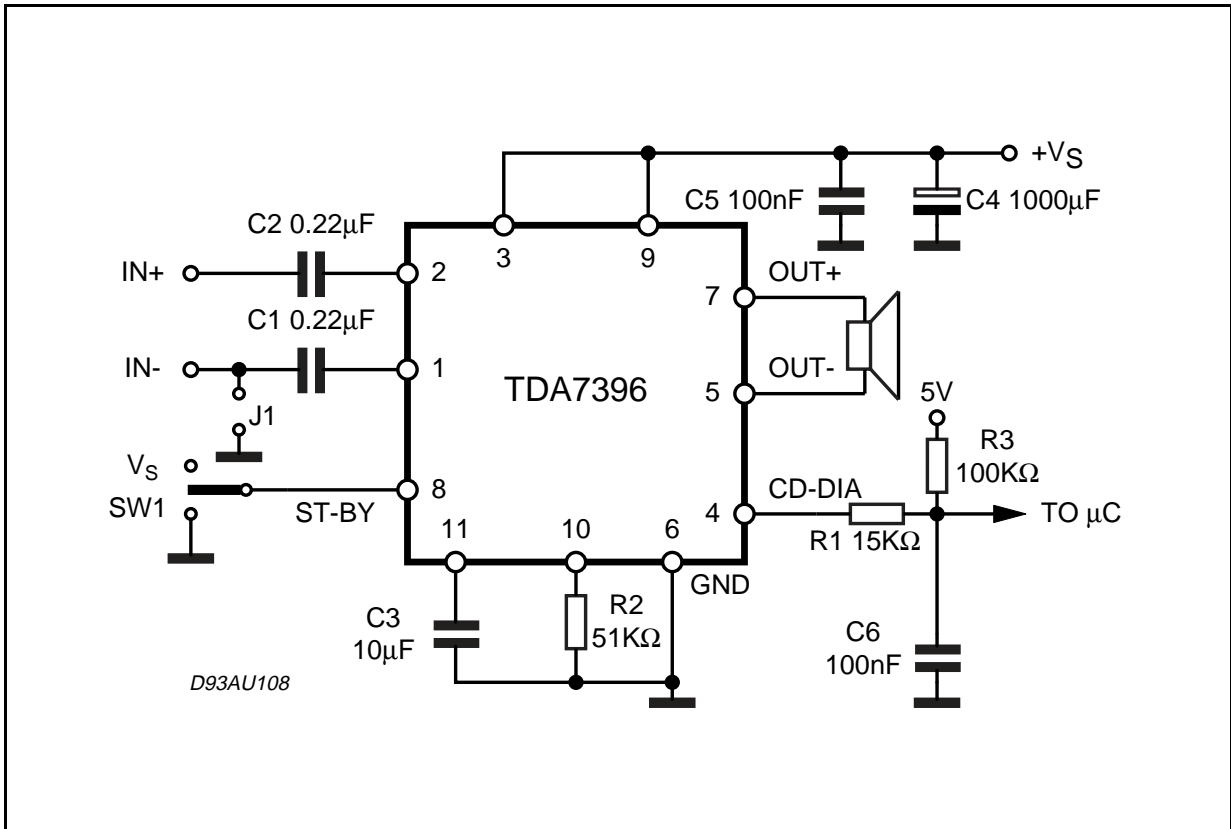 +VS
C5 100nF
C4 1000μF
C2 0.22μF
3
9
IN+
2
OUT+
7
C1 0.22μF
IN-
1
TDA7396
OUT-
5
J1
5V
R3
100KΩ
VS
SW1
ST-BY
8
CD-DIA
4
R1 15KΩ
TO μC
11
10
6
GND
C3
10μF
R2
51KΩ
C6
100nF
D93AU108